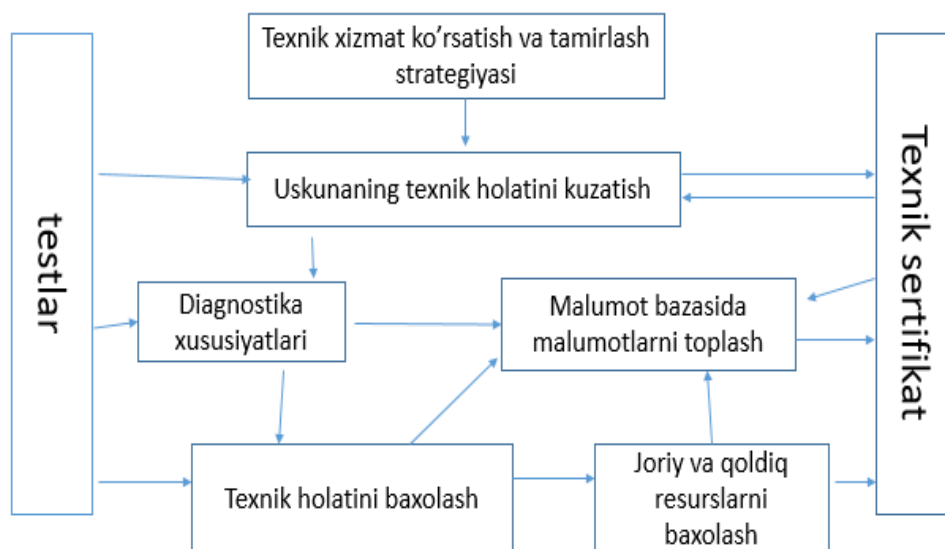 Texnik xizmat ko'rsatish va tamirlash
strategiyasi
testlar
Uskunaning texnik holatini kuzatish
Texnik sertifikat
Diagnostika
xususiyatlari
Malumot bazasida
malumotlarni toplash
Texnik holatini baxolash
Joriy va qoldiq
resurslarni
baxolash